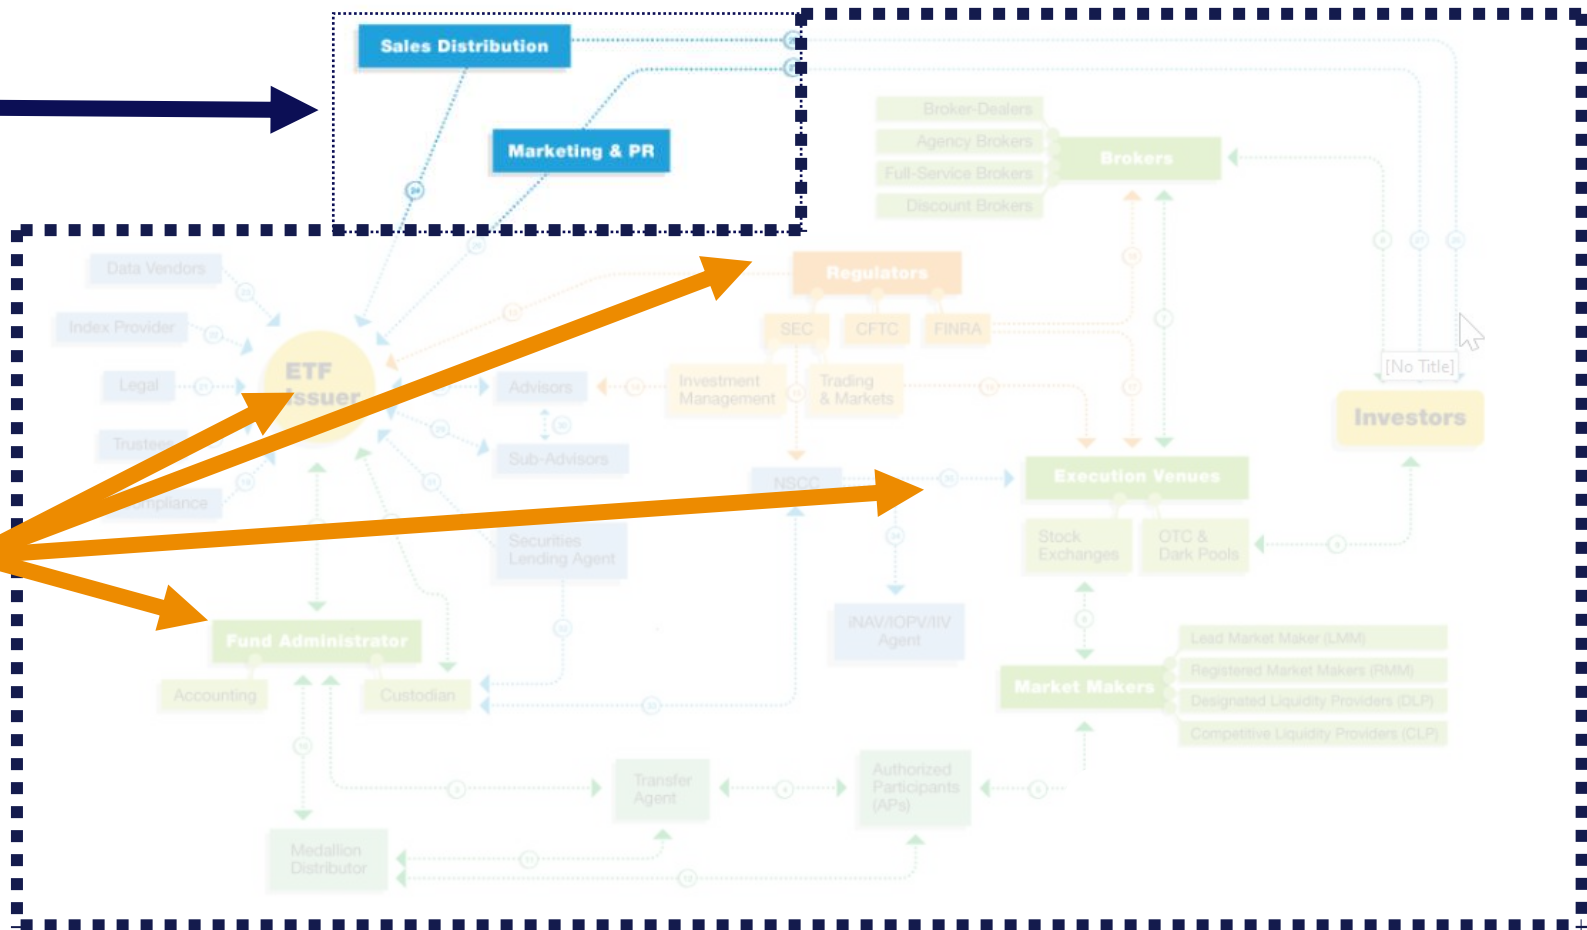 Sales Distribution
Marketing & PR
Broker-Dealers
Agency Brokers
Full-Service Brokers
Discount Brokers
Brokers
Data Vendors
Index Provider
Legal
Trustees
Compliance
ETF
Issuer
Regulators
SEC
CFTC
FINRA
Investment
Management
Trading
& Markets
Advisors
Sub-Advisors
[No Title]
Investors
NSCC
Execution Venues
Stock
Exchanges
OTC &
Dark Pools
Securities
Lending Agent
iNAV/IOPV/IIV
Agent
Fund Administrator
Accounting
Custodian
Market Makers
Lead Market Maker (LMM)
Registered Market Makers (RMM)
Designated Liquidity Providers (DLP)
Competitive Liquidity Providers (CLP)
Transfer
Agent
Authorized
Participants
(APs)
Medallion
Distributor